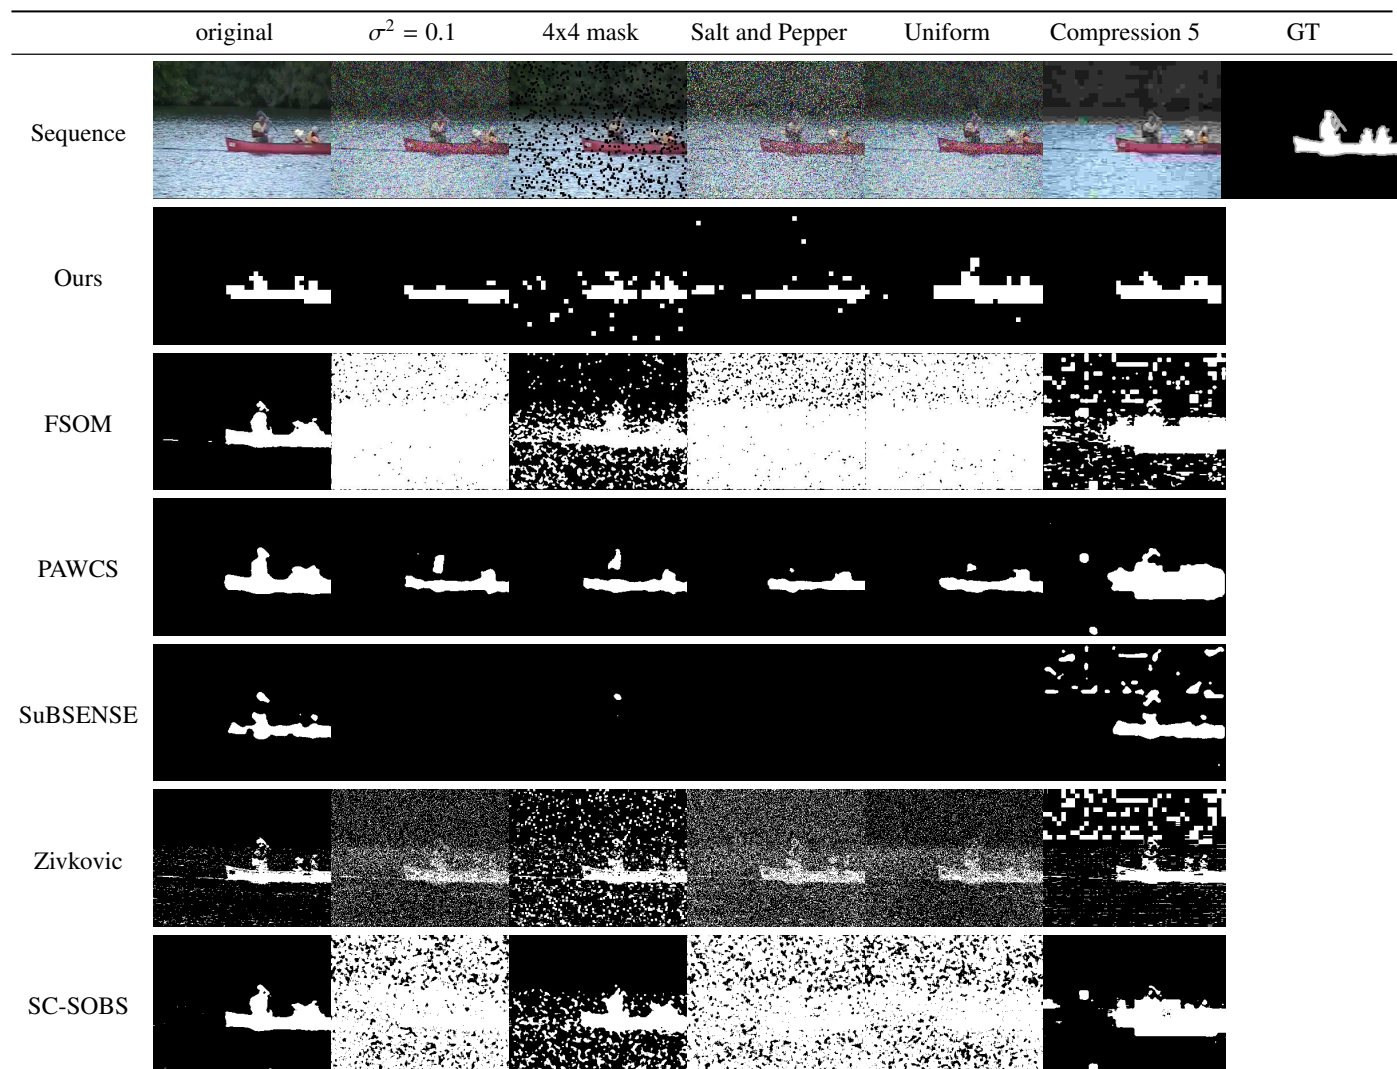 original σ² = 0.1 4x4 mask Salt and Pepper Uniform Compression 5 GT
Sequence
Ours
FSOM
PAWCS
SuBSENSE
Zivkovic
SC-SOBS